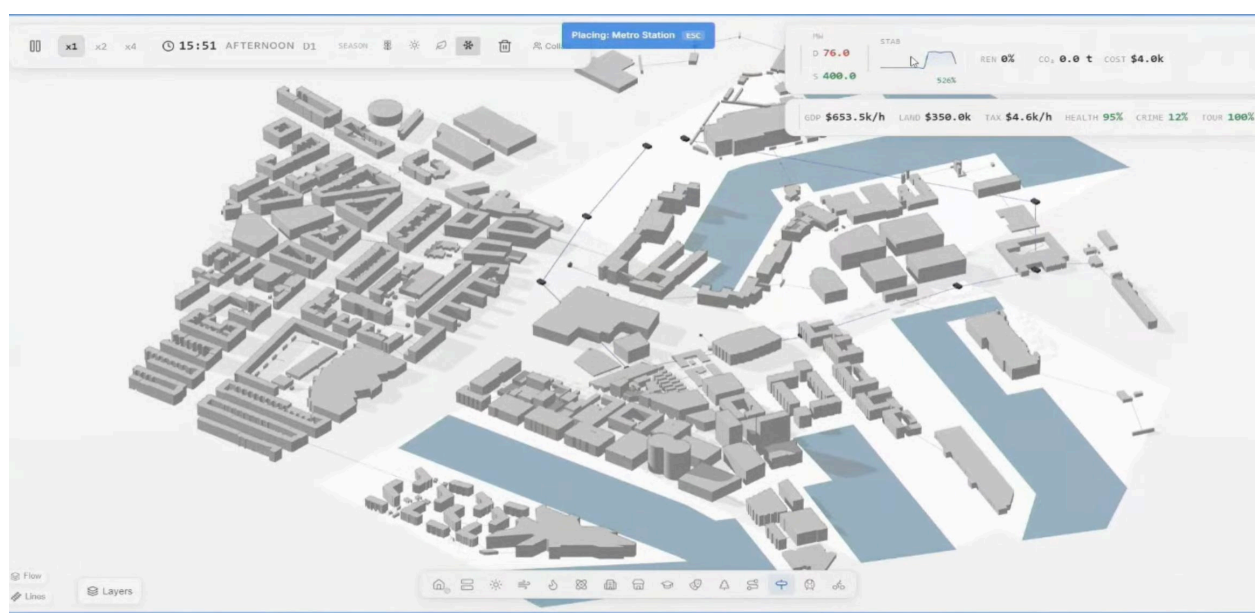 x1 x2 x4 15:51 AFTERNOON D1 SEASON
Placing: Metro Station ESC
MW
D 76.0
S 400.0
STAB
526%
REN 0% CO₂ 0.0 t COST $4.0k
GDP $653.5k/h LAND $350.0k TAX $4.6k/h HEALTH 95% CRIME 12% TOUR 100%
Flow
Linus
Layers